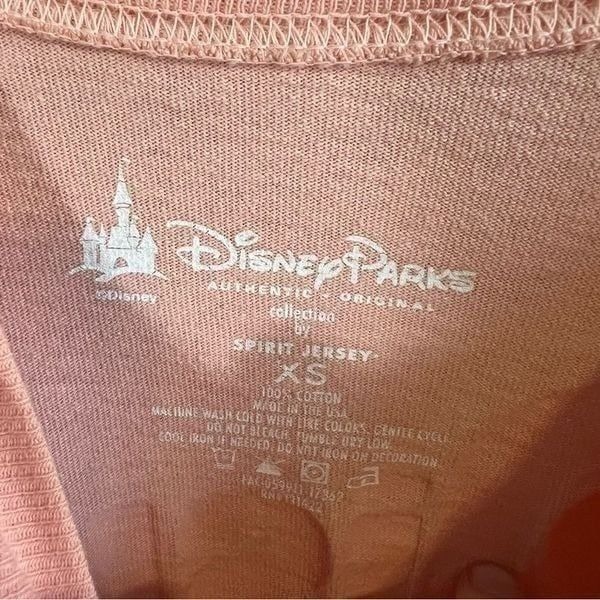 Disney PARKS
AUTHENTIC • ORIGINAL
©Disney
collection
by
SPIRIT JERSEY
XS
100% COTTON
MADE IN THE USA
MACHINE WASH COLD WITH LIKE COLORS. GENTLE CYCLE.
DO NOT BLEACH. TUMBLE DRY LOW.
COOL IRON IF NEEDED. DO NOT IRON ON DECORATION.
17362